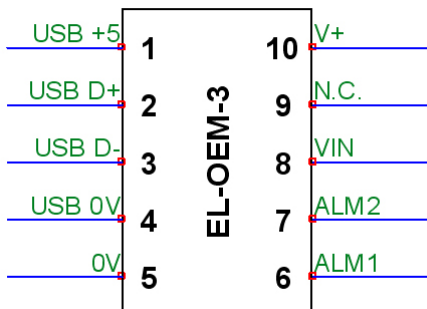 USB +5 1 10 V+
USB D+ 2 9 N.C.
USB D- 3 8 VIN
USB 0V 4 7 ALM2
0V 5 6 ALM1
EL-OEM-3